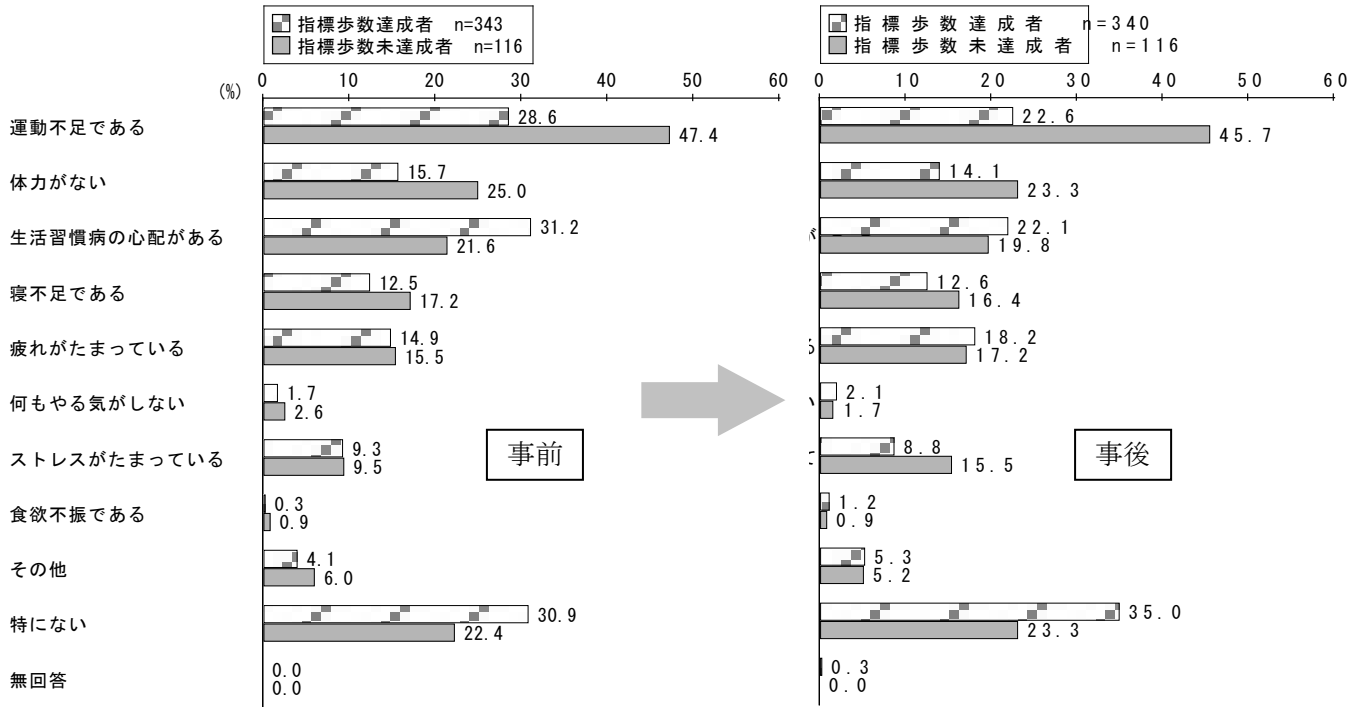 指標歩数達成者 n=343
指標歩数未達成者 n=116
(%)
0 10 20 30 40 50 60
運動不足である 28.6
47.4
体力がない 15.7
25.0
生活習慣病の心配がある 31.2
21.6
寝不足である 12.5
17.2
疲れがたまっている 14.9
15.5
何もやる気がしない 1.7
2.6
ストレスがたまっている 9.3
9.5
事前
食欲不振である 0.3
0.9
その他 4.1
6.0
特にない 30.9
22.4
無回答 0.0
0.0
指標歩数達成者 n=340
指標歩数未達成者 n=116
0 10 20 30 40 50 60
22.6
45.7
14.1
23.3
が 22.1
19.8
12.6
16.4
18.2
17.2
2.1
1.7
8.8
15.5
事後
1.2
0.9
5.3
5.2
35.0
23.3
0.3
0.0